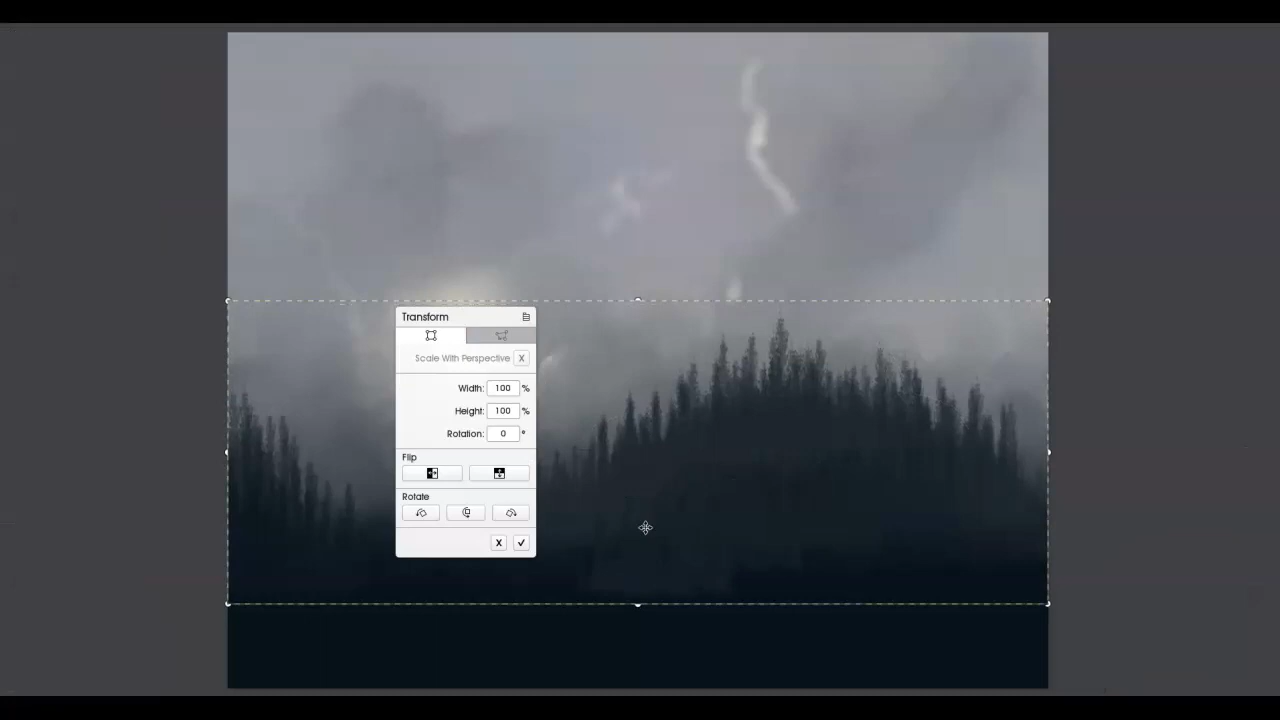 Transform
Scale With Perspective X
Width: 100 %
Height: 100 %
Rotation: 0 °
Flip
Rotate